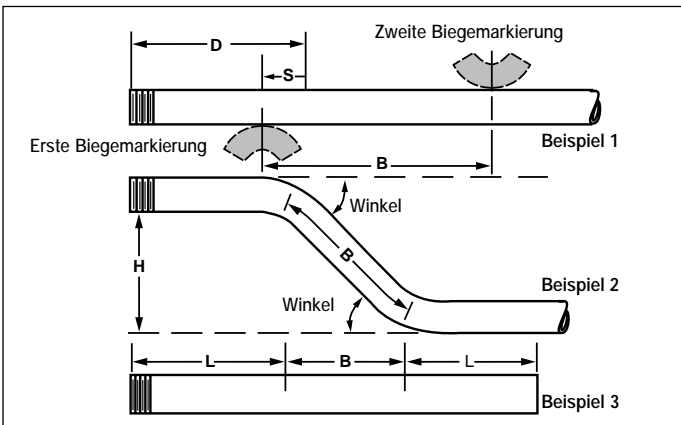 Zweite Biegemarkierung
D
S
Beispiel 1
Erste Biegemarkierung
B
Winkel
B
H
Winkel
Beispiel 2
L B L
Beispiel 3